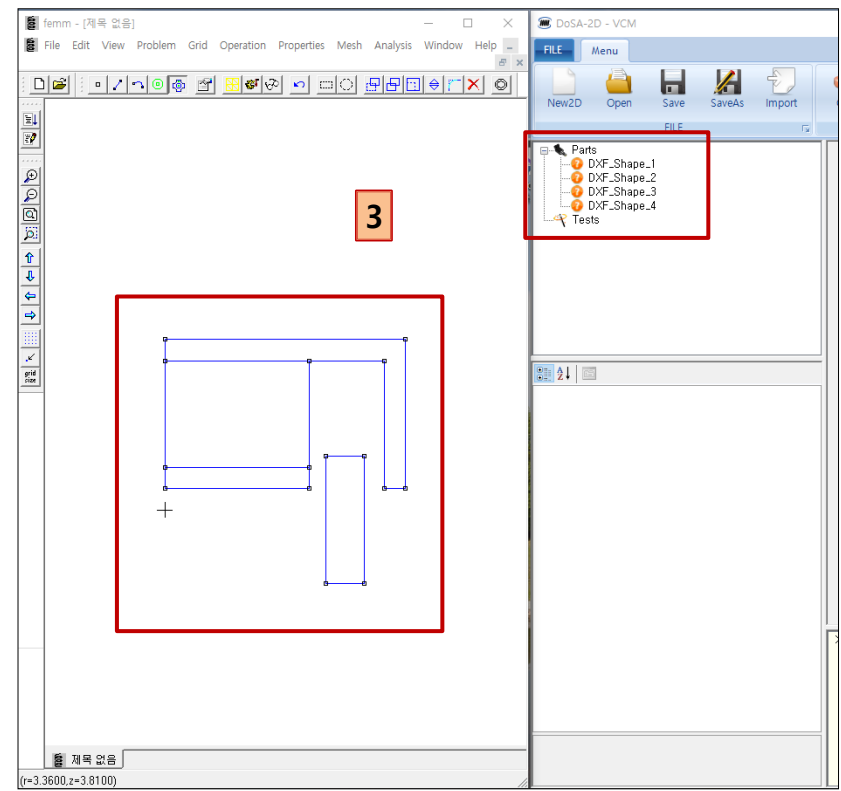 femm - [제목 없음]
File Edit View Problem Grid Operation Properties Mesh Analysis Window Help
grid
size
3
제목 없음
(r=3.3600,z=3.8100)
DoSA-2D - VCM
FILE Menu
New2D Open Save SaveAs Import
FILE
Parts
DXF_Shape_1
DXF_Shape_2
DXF_Shape_3
DXF_Shape_4
Tests